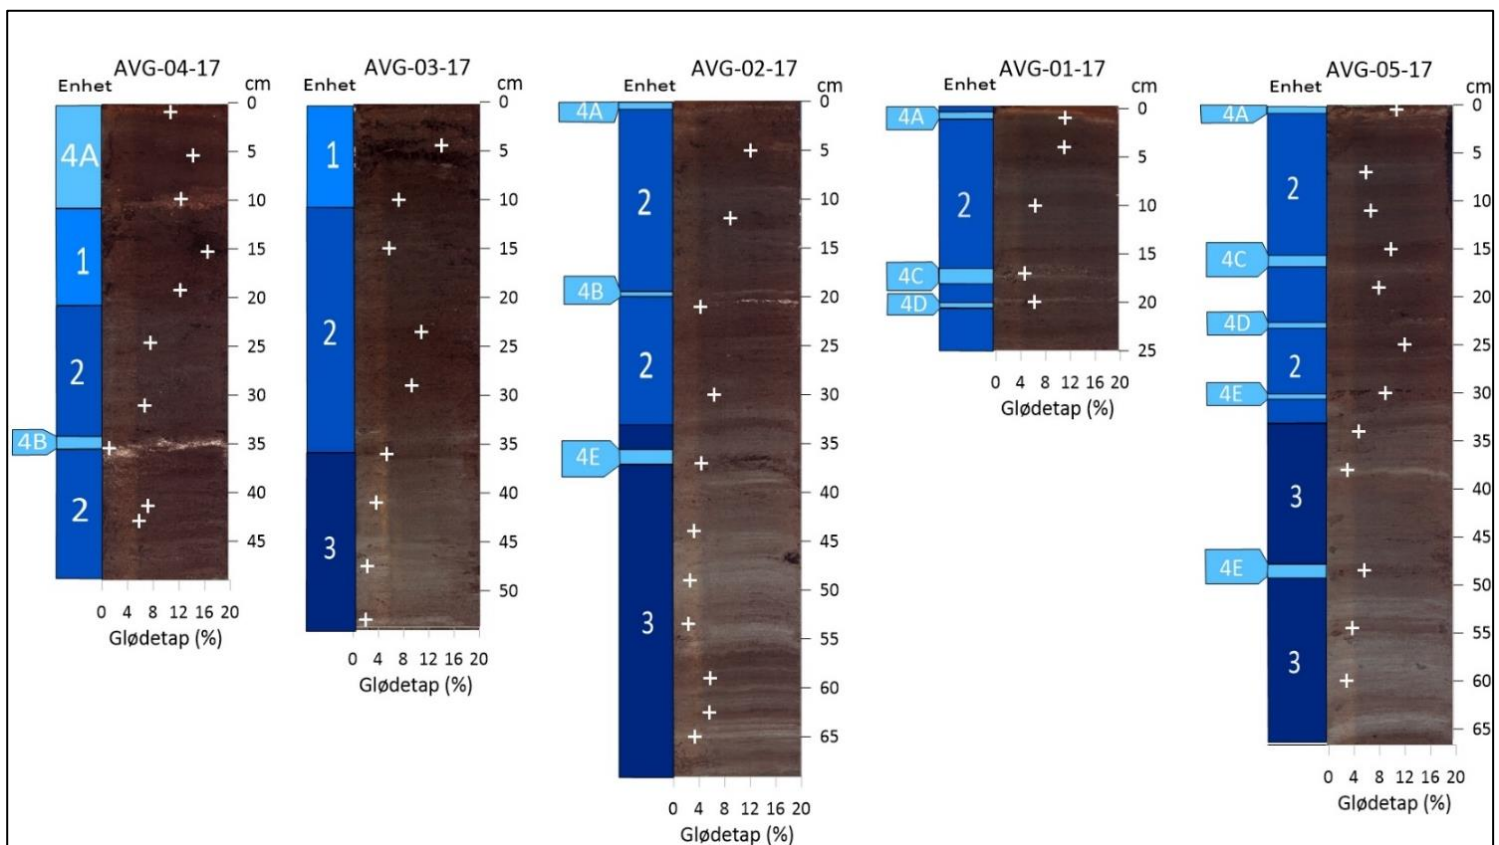 AVG-04-17
Enhet
cm
4A
1
2
4B
2
0
5
10
15
20
25
30
35
40
45
0 4 8 12 16 20
Glødetap (%)
AVG-03-17
Enhet
cm
1
2
3
0
5
10
15
20
25
30
35
40
45
50
0 4 8 12 16 20
Glødetap (%)
AVG-02-17
Enhet
cm
4A
2
4B
2
4E
3
0
5
10
15
20
25
30
35
40
45
50
55
60
65
0 4 8 12 16 20
Glødetap (%)
AVG-01-17
Enhet
cm
4A
2
4C
4D
0
5
10
15
20
25
0 4 8 12 16 20
Glødetap (%)
AVG-05-17
Enhet
cm
4A
2
4C
4D
2
4E
3
4E
3
0
5
10
15
20
25
30
35
40
45
50
55
60
65
0 4 8 12 16 20
Glødetap (%)